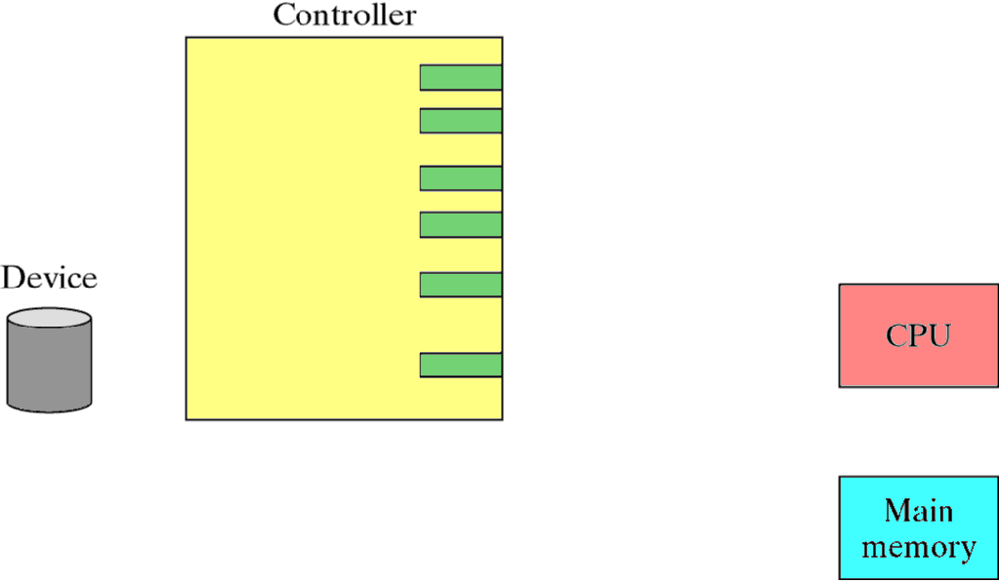 Controller
Device
CPU
Main
memory